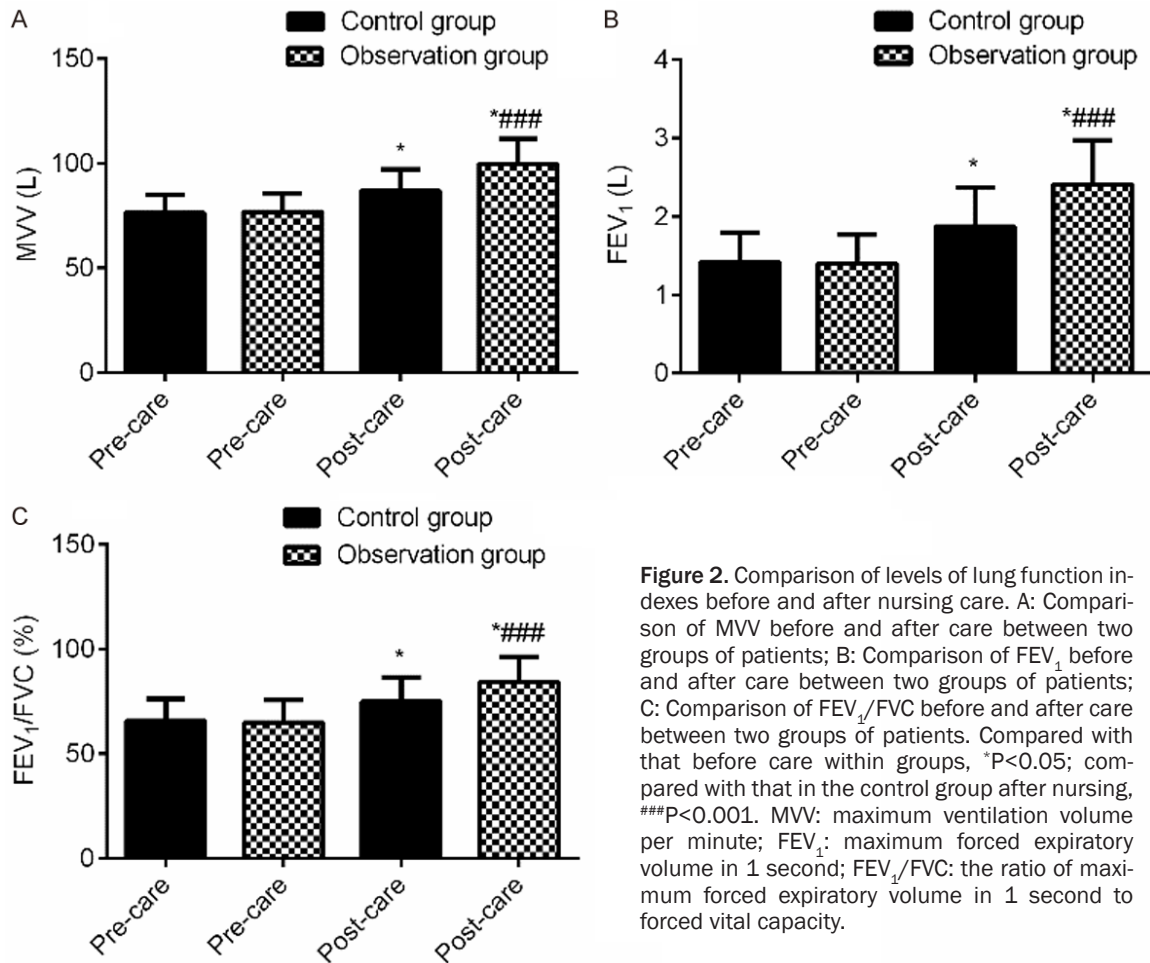 A
Control group
Observation group
MVV (L)
150
100
50
0
*
*###
Pre-care
Pre-care
Post-care
Post-care
B
Control group
Observation group
FEV₁ (L)
4
3
2
1
0
*
*###
Pre-care
Pre-care
Post-care
Post-care
C
Control group
Observation group
FEV₁/FVC (%)
150
100
50
0
*
*###
Pre-care
Pre-care
Post-care
Post-care
Figure 2. Comparison of levels of lung function in-
dexes before and after nursing care. A: Compari-
son of MVV before and after care between two
groups of patients; B: Comparison of FEV₁ before
and after care between two groups of patients;
C: Comparison of FEV₁/FVC before and after care
between two groups of patients. Compared with
that before care within groups, *P<0.05; com-
pared with that in the control group after nursing,
###P<0.001. MVV: maximum ventilation volume
per minute; FEV₁: maximum forced expiratory
volume in 1 second; FEV₁/FVC: the ratio of maxi-
mum forced expiratory volume in 1 second to
forced vital capacity.